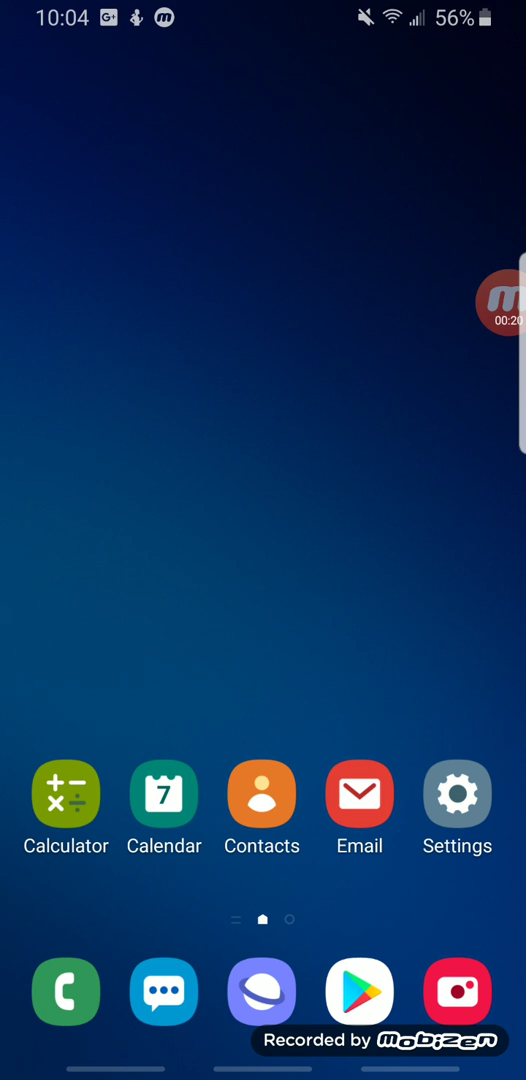 10:04 G+ m 56%
m
00:20
7
Calculator Calendar Contacts Email Settings
Recorded by mobizen